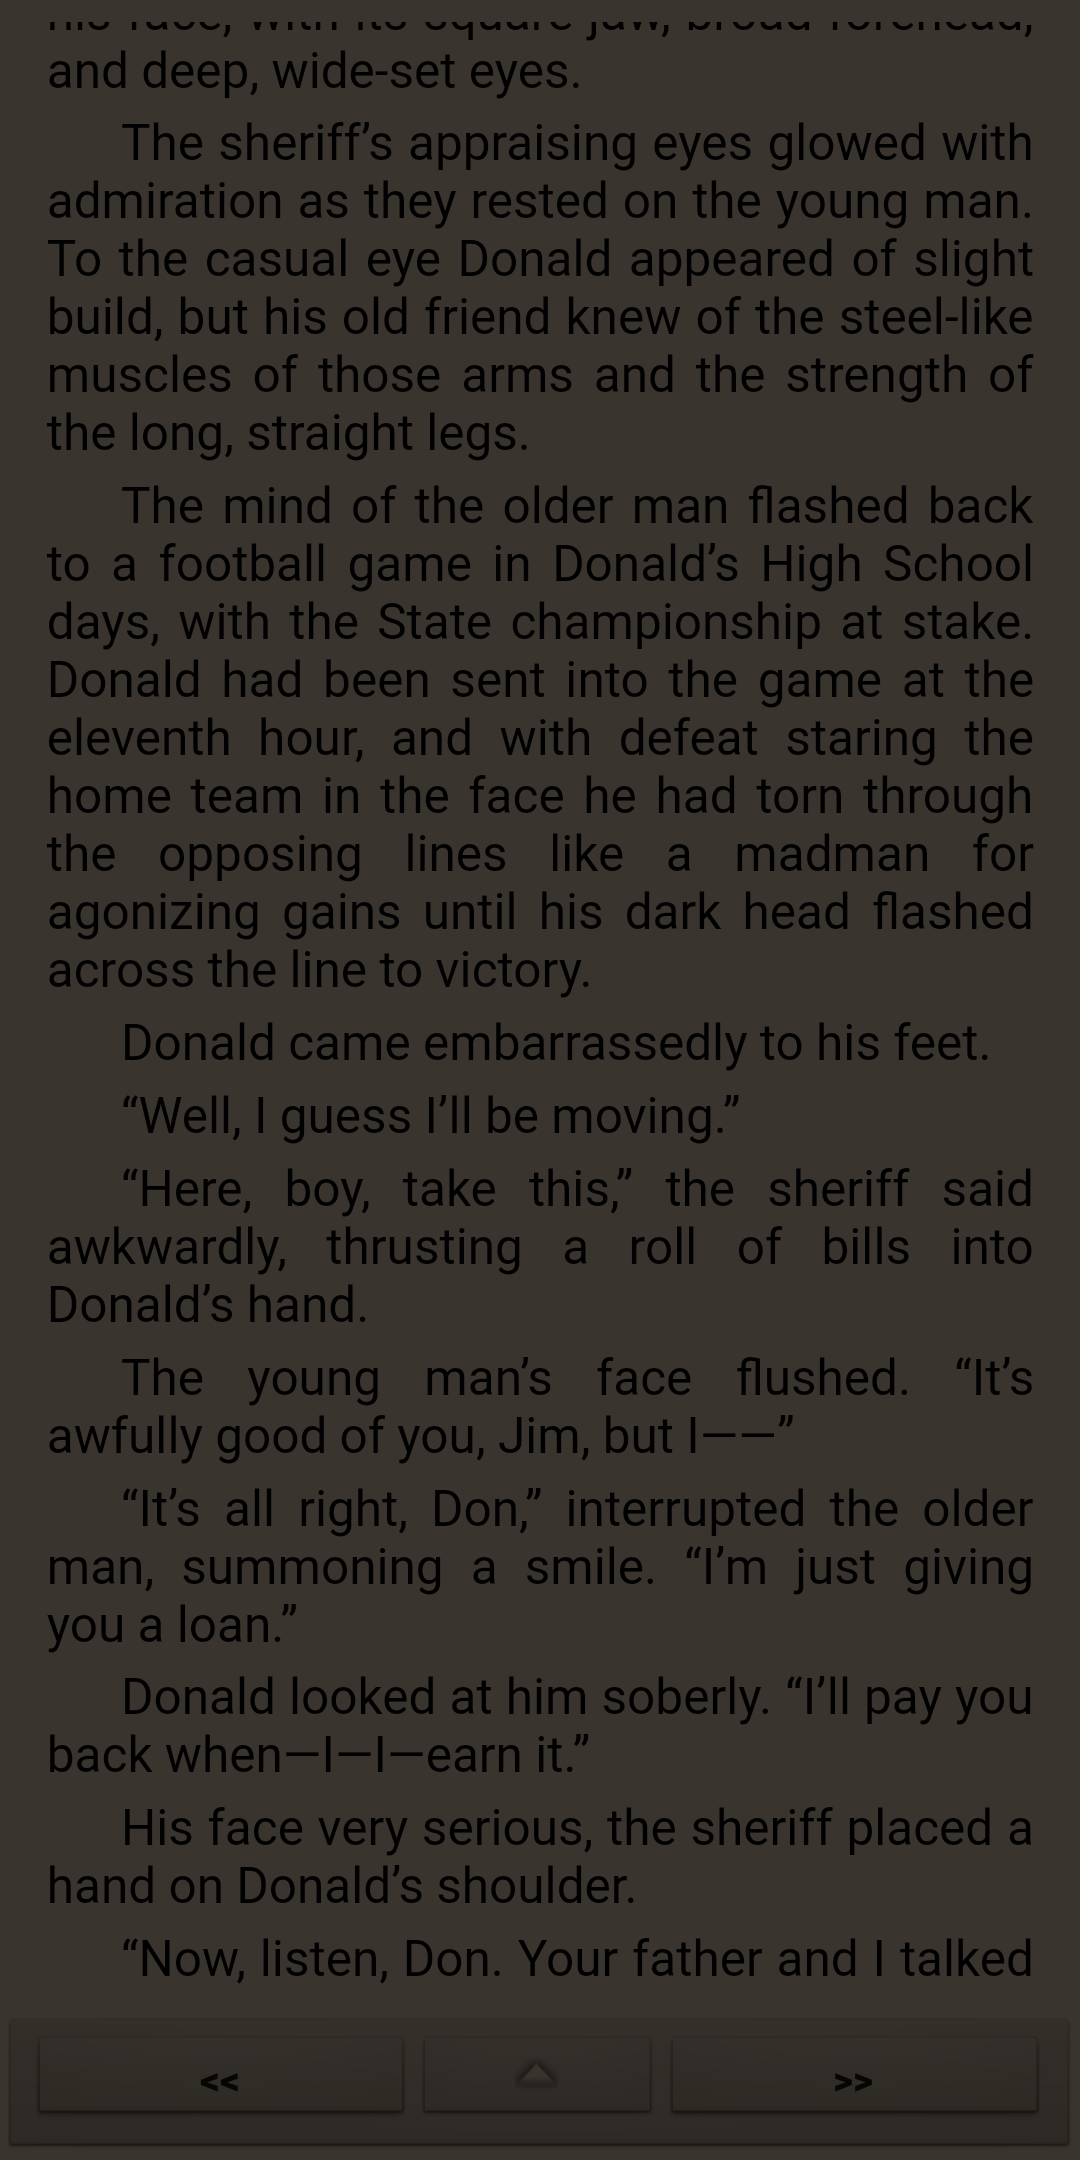 his face, with its square jaw, broad forehead,
and deep, wide-set eyes.
The sheriff’s appraising eyes glowed with
admiration as they rested on the young man.
To the casual eye Donald appeared of slight
build, but his old friend knew of the steel-like
muscles of those arms and the strength of
the long, straight legs.
The mind of the older man flashed back
to a football game in Donald’s High School
days, with the State championship at stake.
Donald had been sent into the game at the
eleventh hour, and with defeat staring the
home team in the face he had torn through
the opposing lines like a madman for
agonizing gains until his dark head flashed
across the line to victory.
Donald came embarrassedly to his feet.
“Well, I guess I’ll be moving.”
“Here, boy, take this,” the sheriff said
awkwardly, thrusting a roll of bills into
Donald’s hand.
The young man’s face flushed. “It’s
awfully good of you, Jim, but I——”
“It’s all right, Don,” interrupted the older
man, summoning a smile. “I’m just giving
you a loan.”
Donald looked at him soberly. “I’ll pay you
back when—I—I—earn it.”
His face very serious, the sheriff placed a
hand on Donald’s shoulder.
“Now, listen, Don. Your father and I talked
<< >>